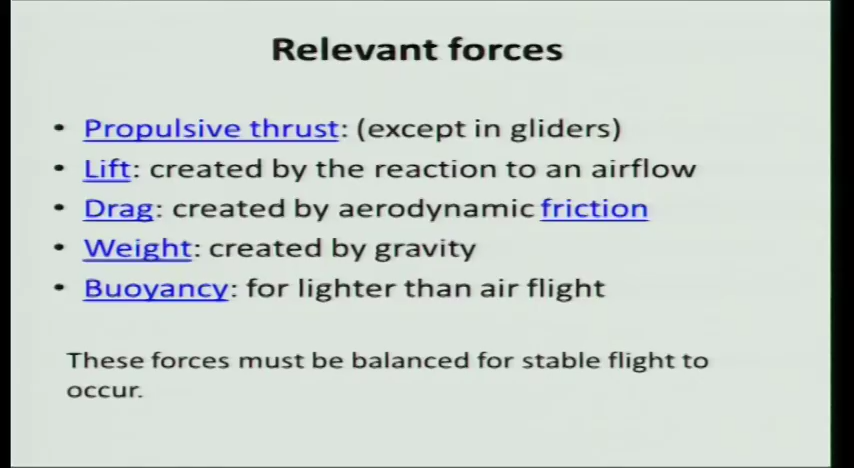 Relevant forces
• Propulsive thrust: (except in gliders)
• Lift: created by the reaction to an airflow
• Drag: created by aerodynamic friction
• Weight: created by gravity
• Buoyancy: for lighter than air flight
These forces must be balanced for stable flight to
occur.